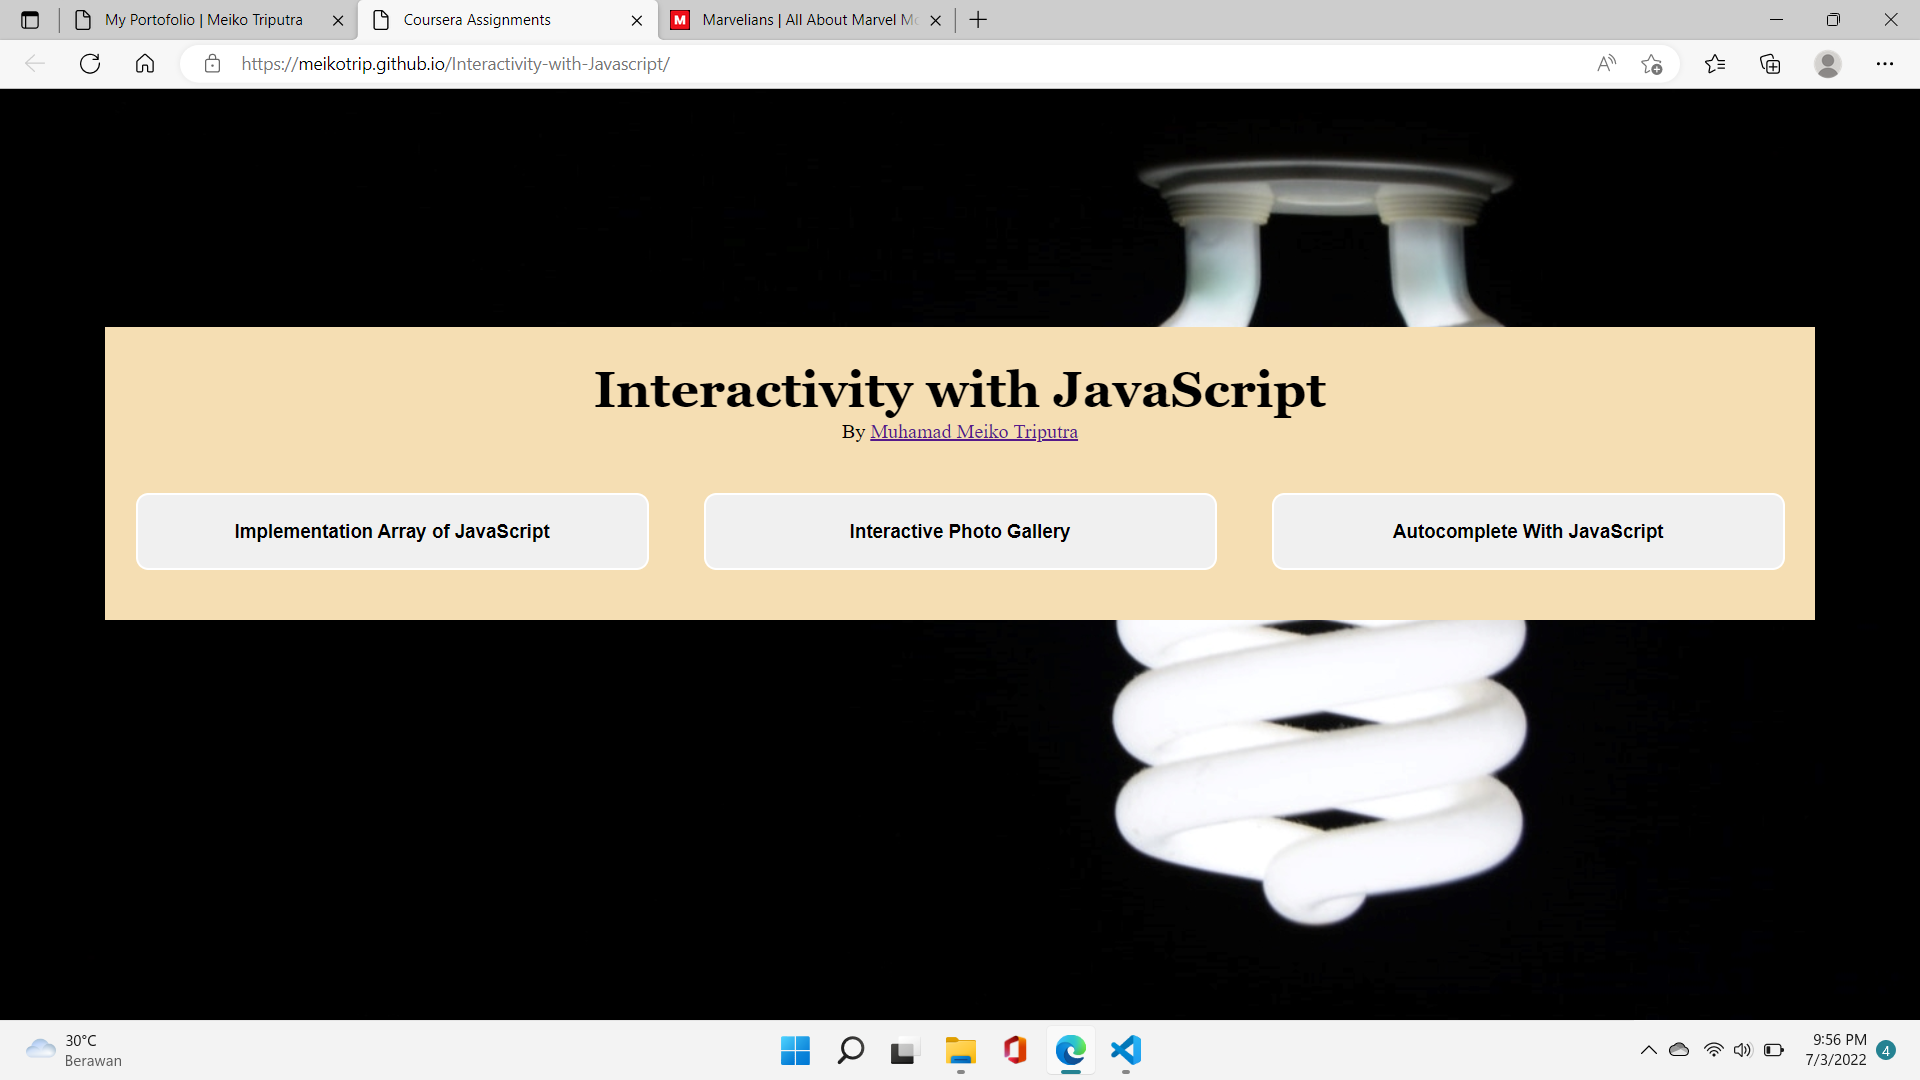 My Portofolio | Meiko Triputra
Coursera Assignments
M
Marvelians | All About Marvel Mo
https://meikotrip.github.io/Interactivity-with-Javascript/
Interactivity with JavaScript
By Muhamad Meiko Triputra
Implementation Array of JavaScript
Interactive Photo Gallery
Autocomplete With JavaScript
30°C
Berawan
9:56 PM
7/3/2022
4